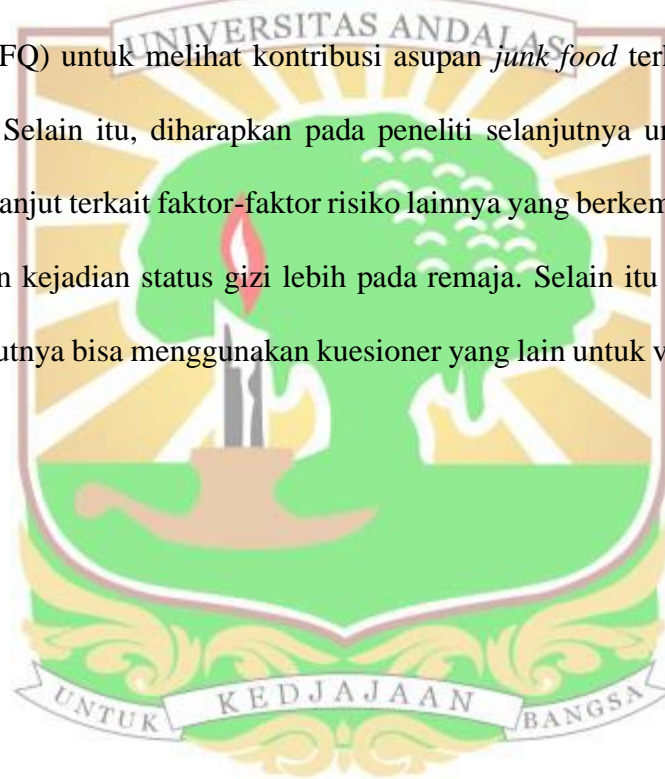 UNIVERSITAS ANDALAS
FQ) untuk melihat kontribusi asupan junk food
Selain itu, diharapkan pada peneliti selanjutnya
anjut terkait faktor-faktor risiko lainnya yang
n kejadian status gizi lebih pada remaja. Selain itu
utnya bisa menggunakan kuesioner yang lain untuk
UNTUK KEDJAJAAN BANGSA